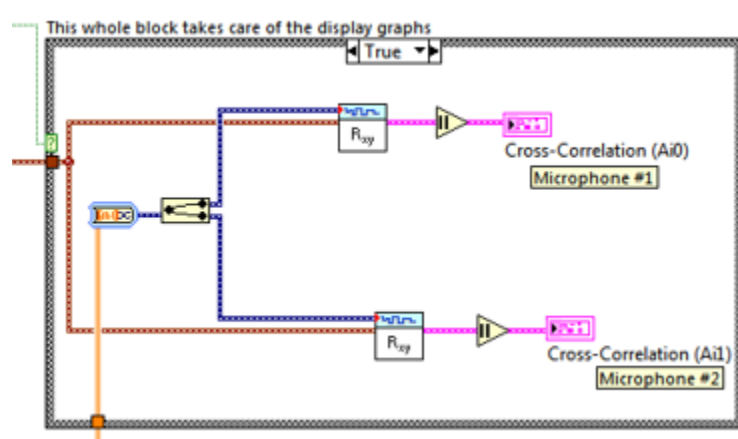 This whole block takes care of the display graphs
True
?
Rxy
Cross-Correlation (Ai0)
Microphone #1
Rxy
Cross-Correlation (Ai1)
Microphone #2